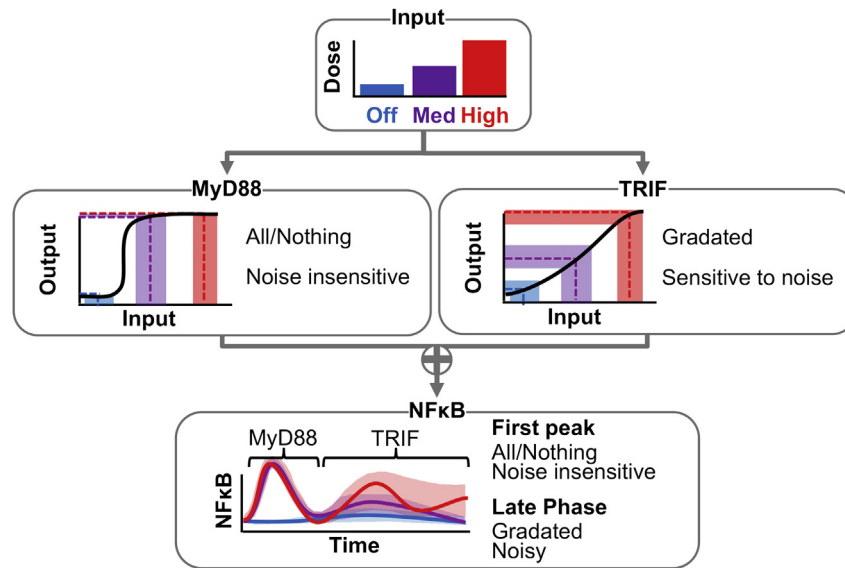 Input
Dose
Off Med High
MyD88
Output
All/Nothing
Noise insensitive
Input
TRIF
Output
Gradated
Sensitive to noise
Input
NFκB
MyD88 TRIF
NFκB
Time
First peak
All/Nothing
Noise insensitive
Late Phase
Gradated
Noisy